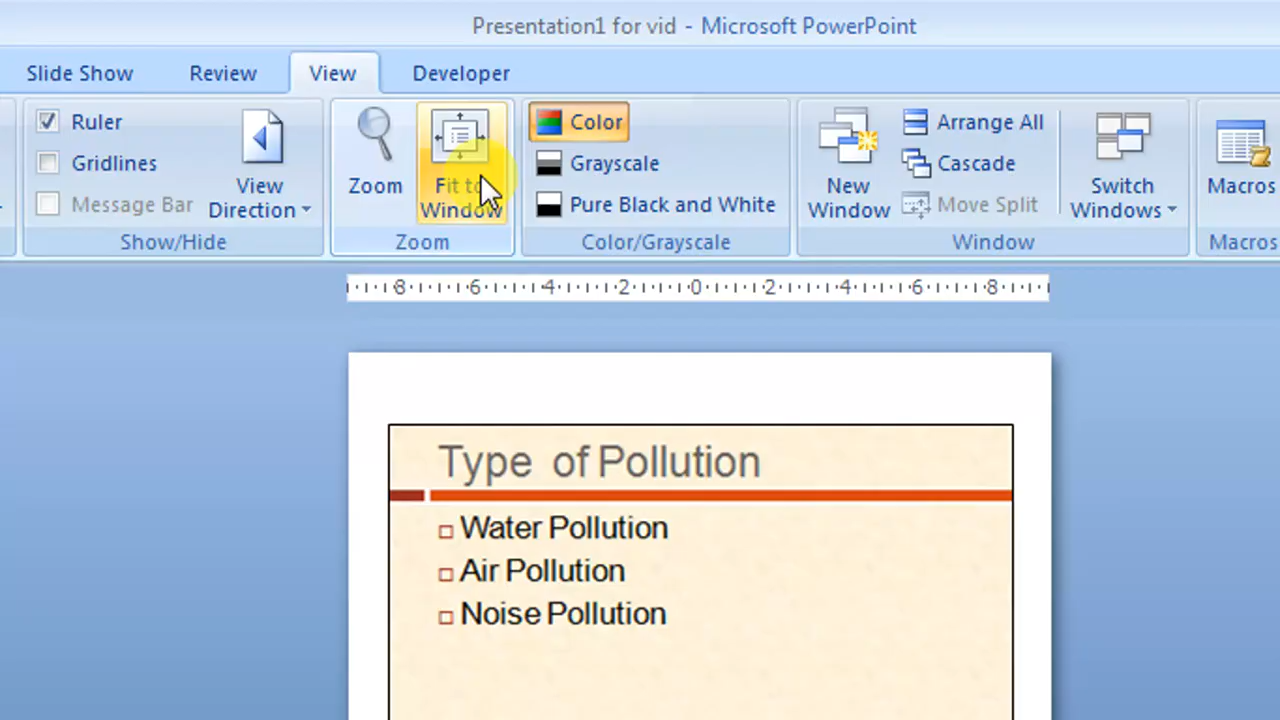 Presentation1 for vid - Microsoft PowerPoint
Slide Show Review View Developer
Ruler
Gridlines
Message Bar
View
Direction
Show/Hide
Zoom
Fit to
Window
Zoom
Color
Grayscale
Pure Black and White
Color/Grayscale
New
Window
Arrange All
Cascade
Move Split
Switch
Windows
Window
Macros
Macros
8 6 4 2 0 2 4 6 8
Type of Pollution
Water Pollution
Air Pollution
Noise Pollution